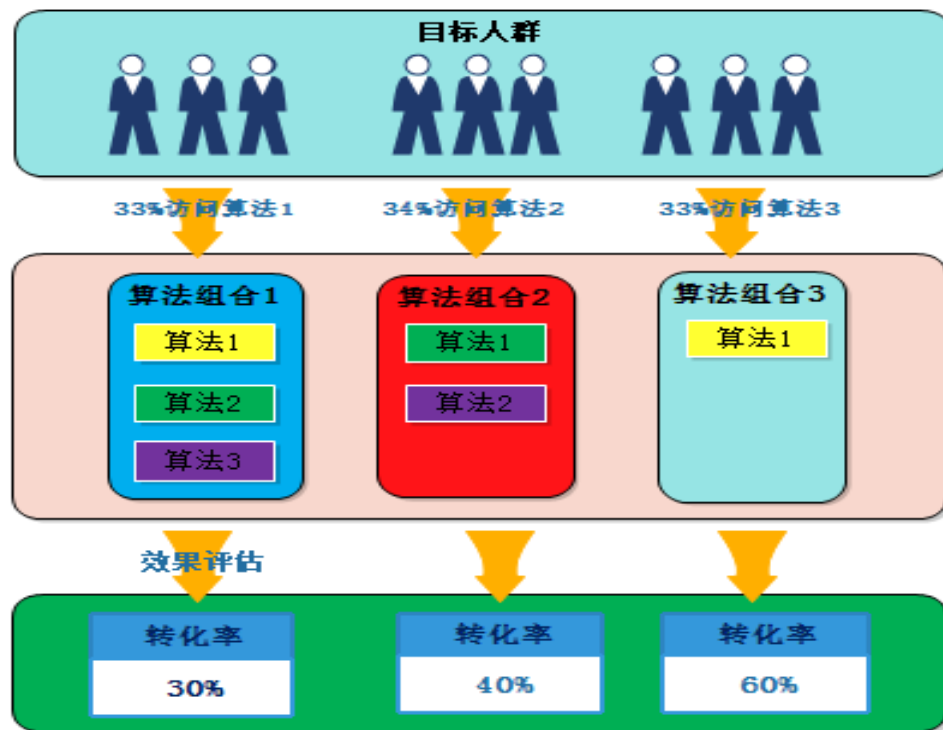 目标人群
33%访问算法1
34%访问算法2
33%访问算法3
算法组合1
算法1
算法2
算法3
算法组合2
算法1
算法2
算法组合3
算法1
效果评估
转化率
30%
转化率
40%
转化率
60%